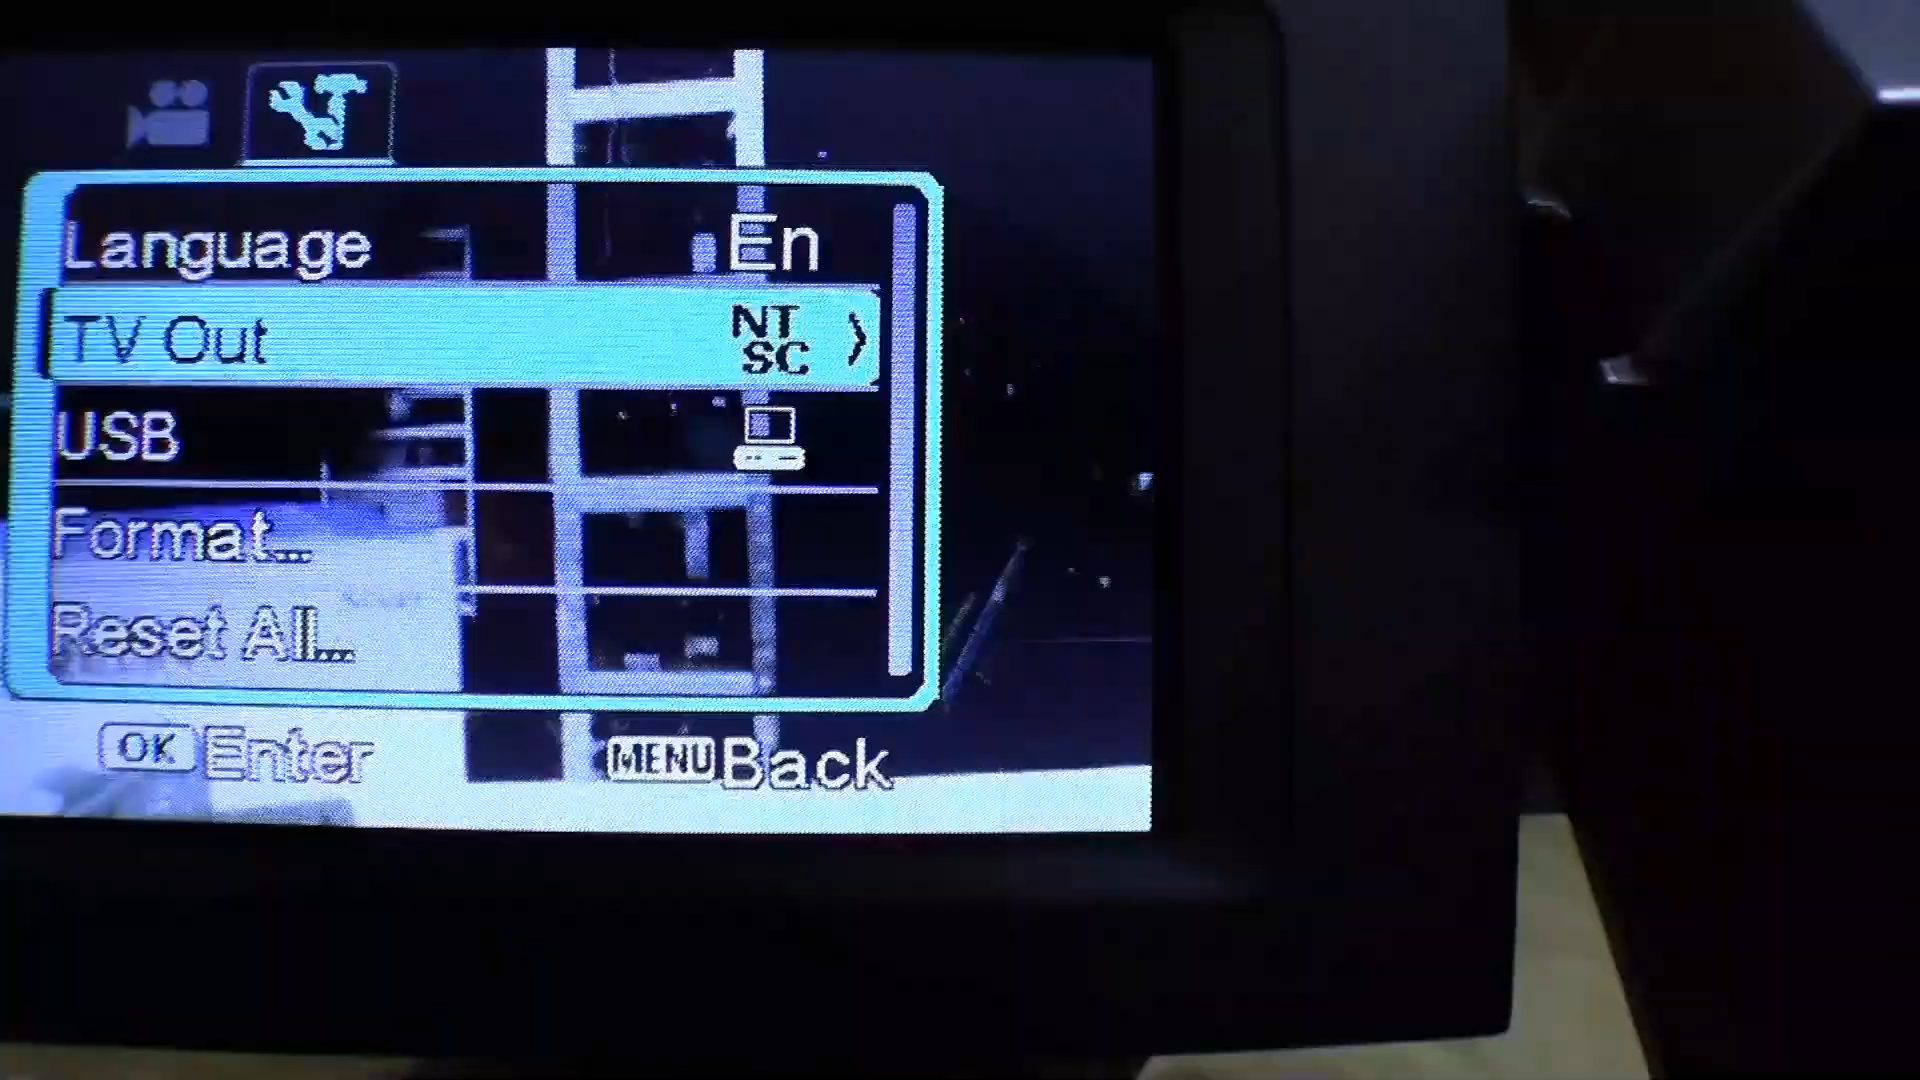 Language En
TV Out NT SC
USB
Format...
Reset All...
OK Enter MENU Back